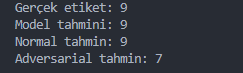 Gerçek etiket: 9
Model tahmini: 9
Normal tahmin: 9
Adversarial tahmin: 7